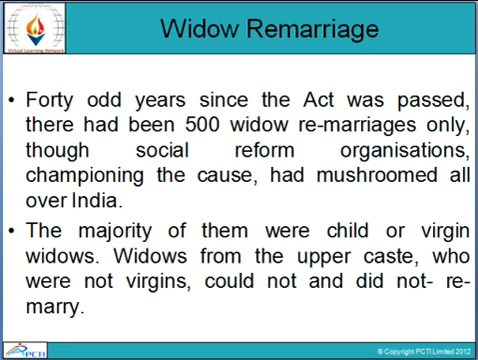 Virtual Learning Network
Widow Remarriage
• Forty odd years since the Act was passed,
there had been 500 widow re-marriages only,
though social reform organisations,
championing the cause, had mushroomed all
over India.
• The majority of them were child or virgin
widows. Widows from the upper caste, who
were not virgins, could not and did not- re-
marry.
PCTI
© Copyright PCTI Limited 2012